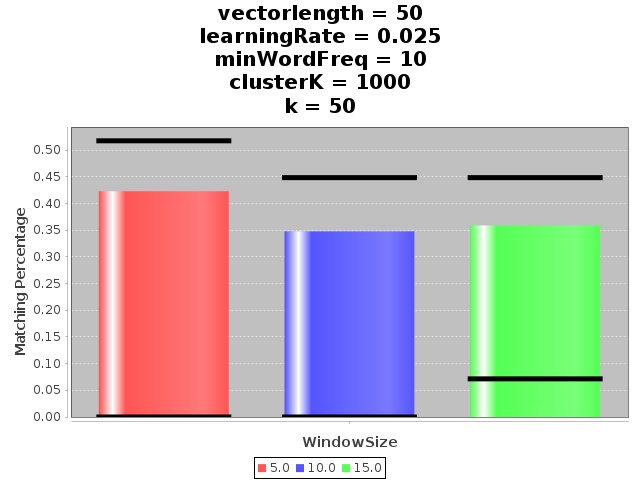 vectorlength = 50
learningRate = 0.025
minWordFreq = 10
clusterK = 1000
k = 50
0.50
0.45
0.40
0.35
0.30
0.25
0.20
0.15
0.10
0.05
0.00
Matching Percentage
WindowSize
5.0 10.0 15.0